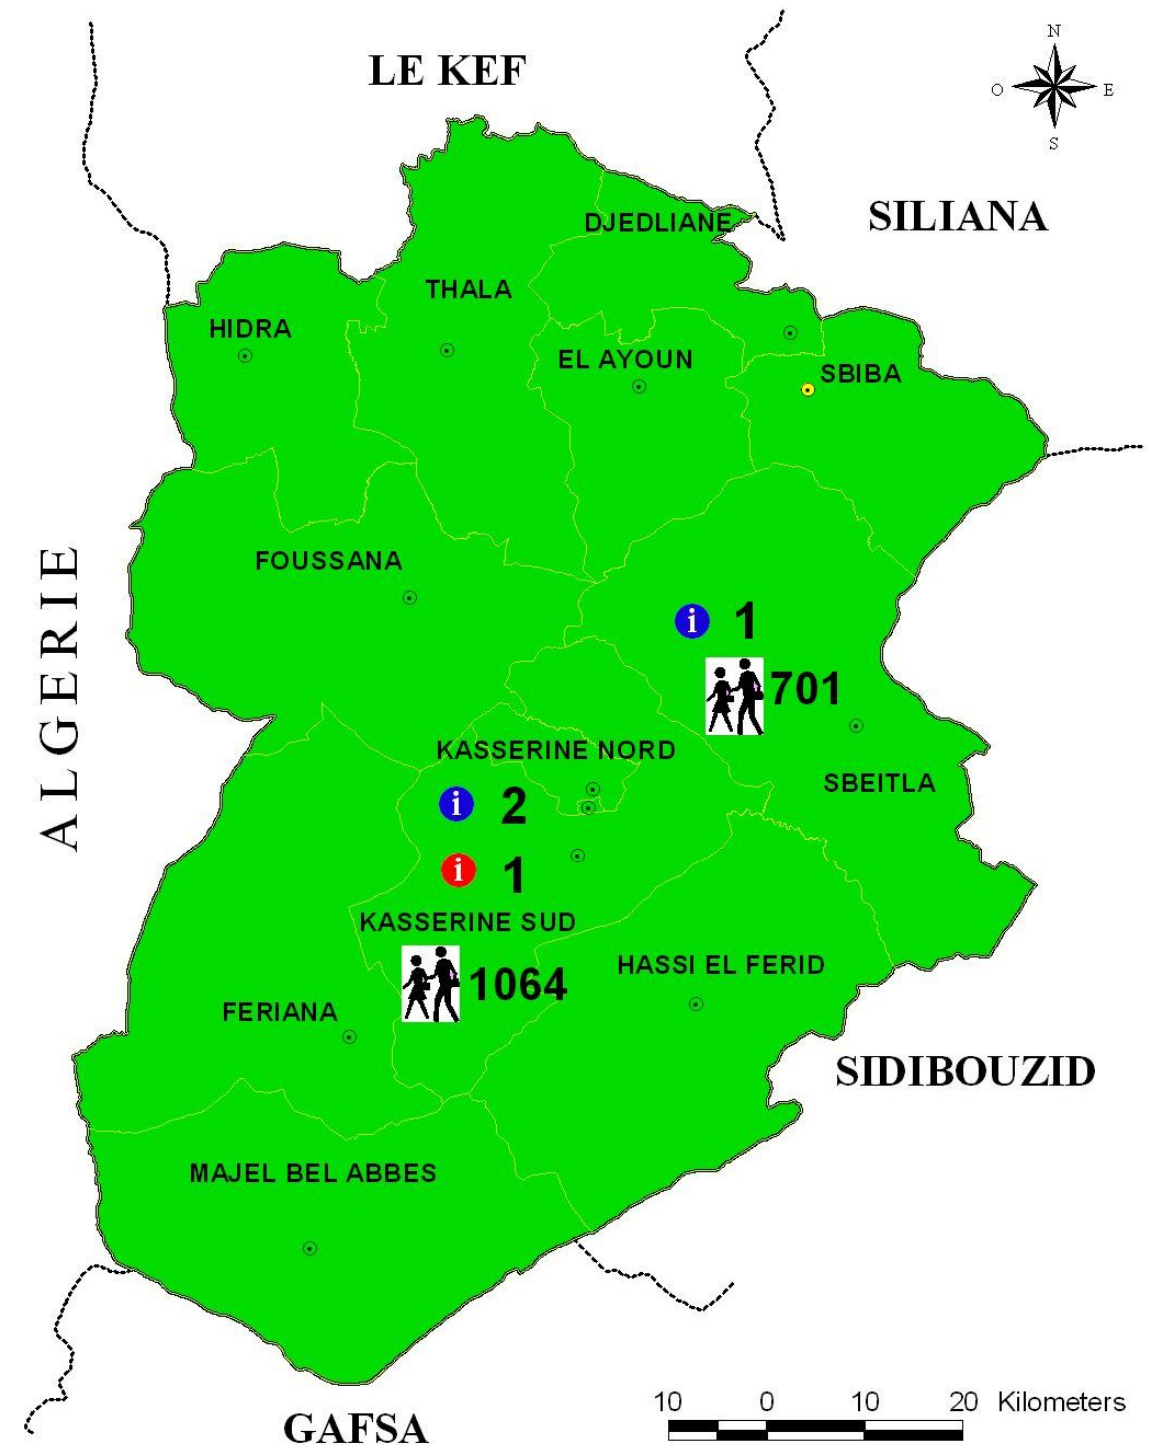 LE KEF
N
O
E
S
SILIANA
DJEDLIANE
THALA
HIDRA
EL AYOUN
SBIBA
ALGERIE
FOUSSANA
i 1
701
KASSERINE NORD
SBEITLA
i 2
i 1
KASSERINE SUD
HASSI EL FERID
1064
FERIANA
SIDIBOUZID
MAJEL BEL ABBES
10 0 10 20 Kilometers
GAFSA